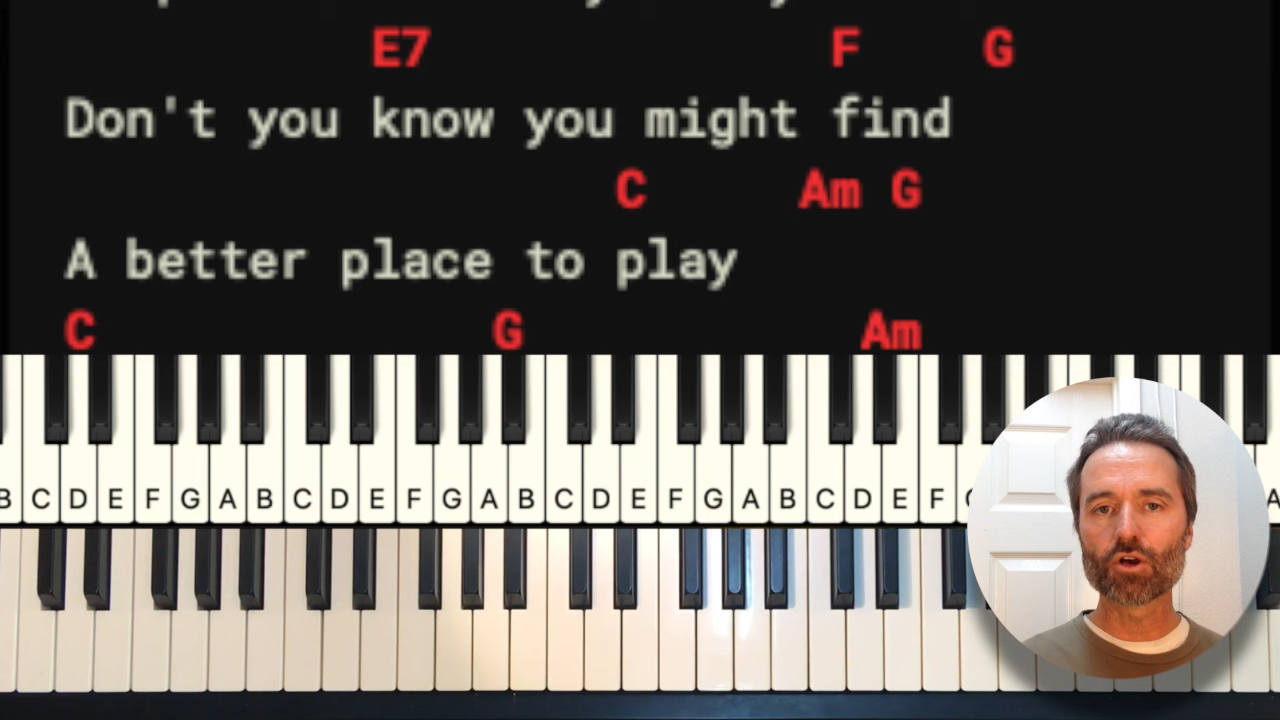 E7 F G
Don't you know you might find
C Am G
A better place to play
C G Am
B C D E F G A B C D E F G A B C D E F G A B C D E F G A